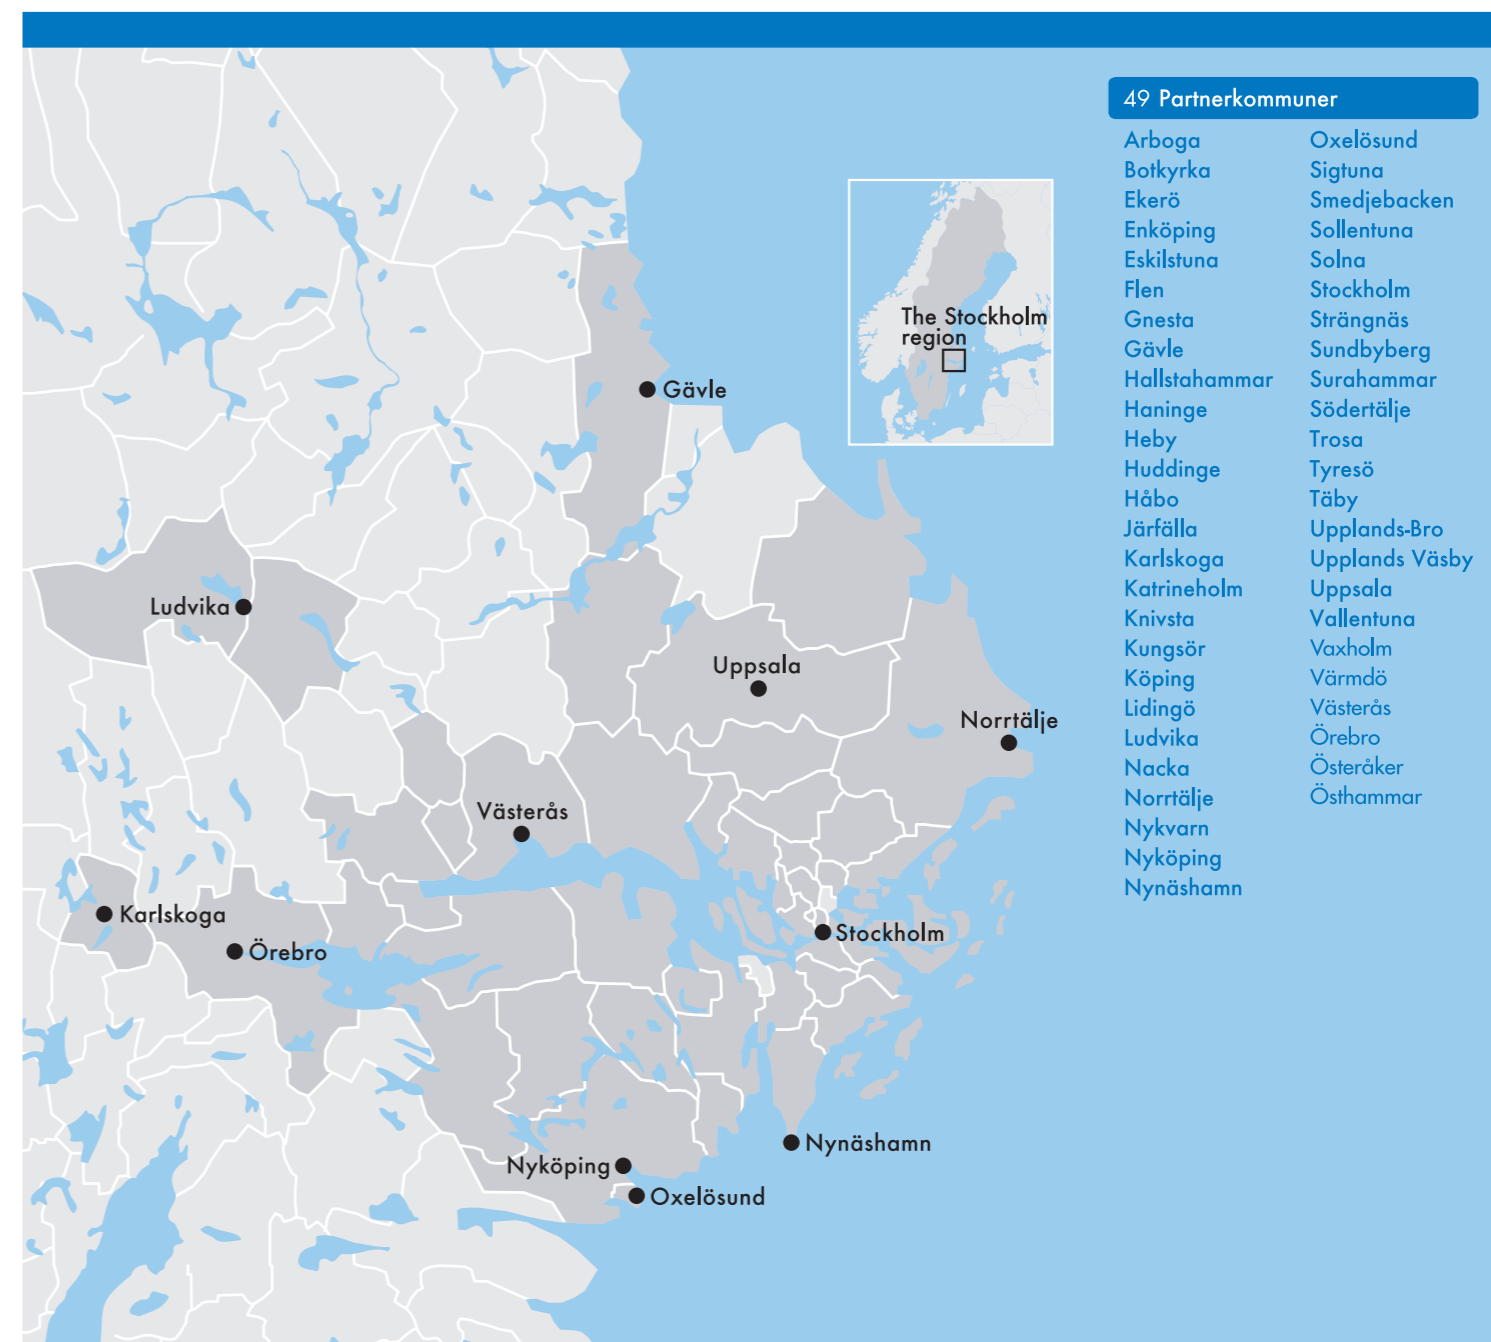 49 Partnerkommuner
Arboga
Botkyrka
Ekerö
Enköping
Eskilstuna
Flen
Gnesta
Gävle
Hallstahammar
Haninge
Heby
Huddinge
Håbo
Järfälla
Karlskoga
Katrineholm
Knivsta
Kungsör
Köping
Lidingö
Ludvika
Nacka
Norrtälje
Nykvarn
Nyköping
Nynäshamn
Oxelösund
Sigtuna
Smedjebacken
Sollentuna
Solna
Stockholm
Strängnäs
Sundbyberg
Surahammar
Södertälje
Trosa
Tyresö
Täby
Upplands-Bro
Upplands Väsby
Uppsala
Vallentuna
Vaxholm
Värmdö
Västerås
Örebro
Österåker
Östhammar
The Stockholm
region
Gävle
Ludvika
Uppsala
Norrtälje
Västerås
Karlskoga
Örebro
Stockholm
Nynäshamn
Nyköping
Oxelösund